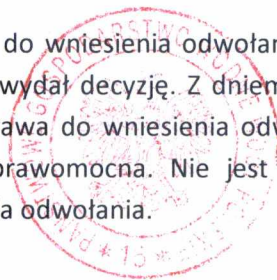 do wniesienia odwołan
wydał decyzję. Z dniem
awa do wniesienia odw
prawomocna. Nie jest
a odwołania.